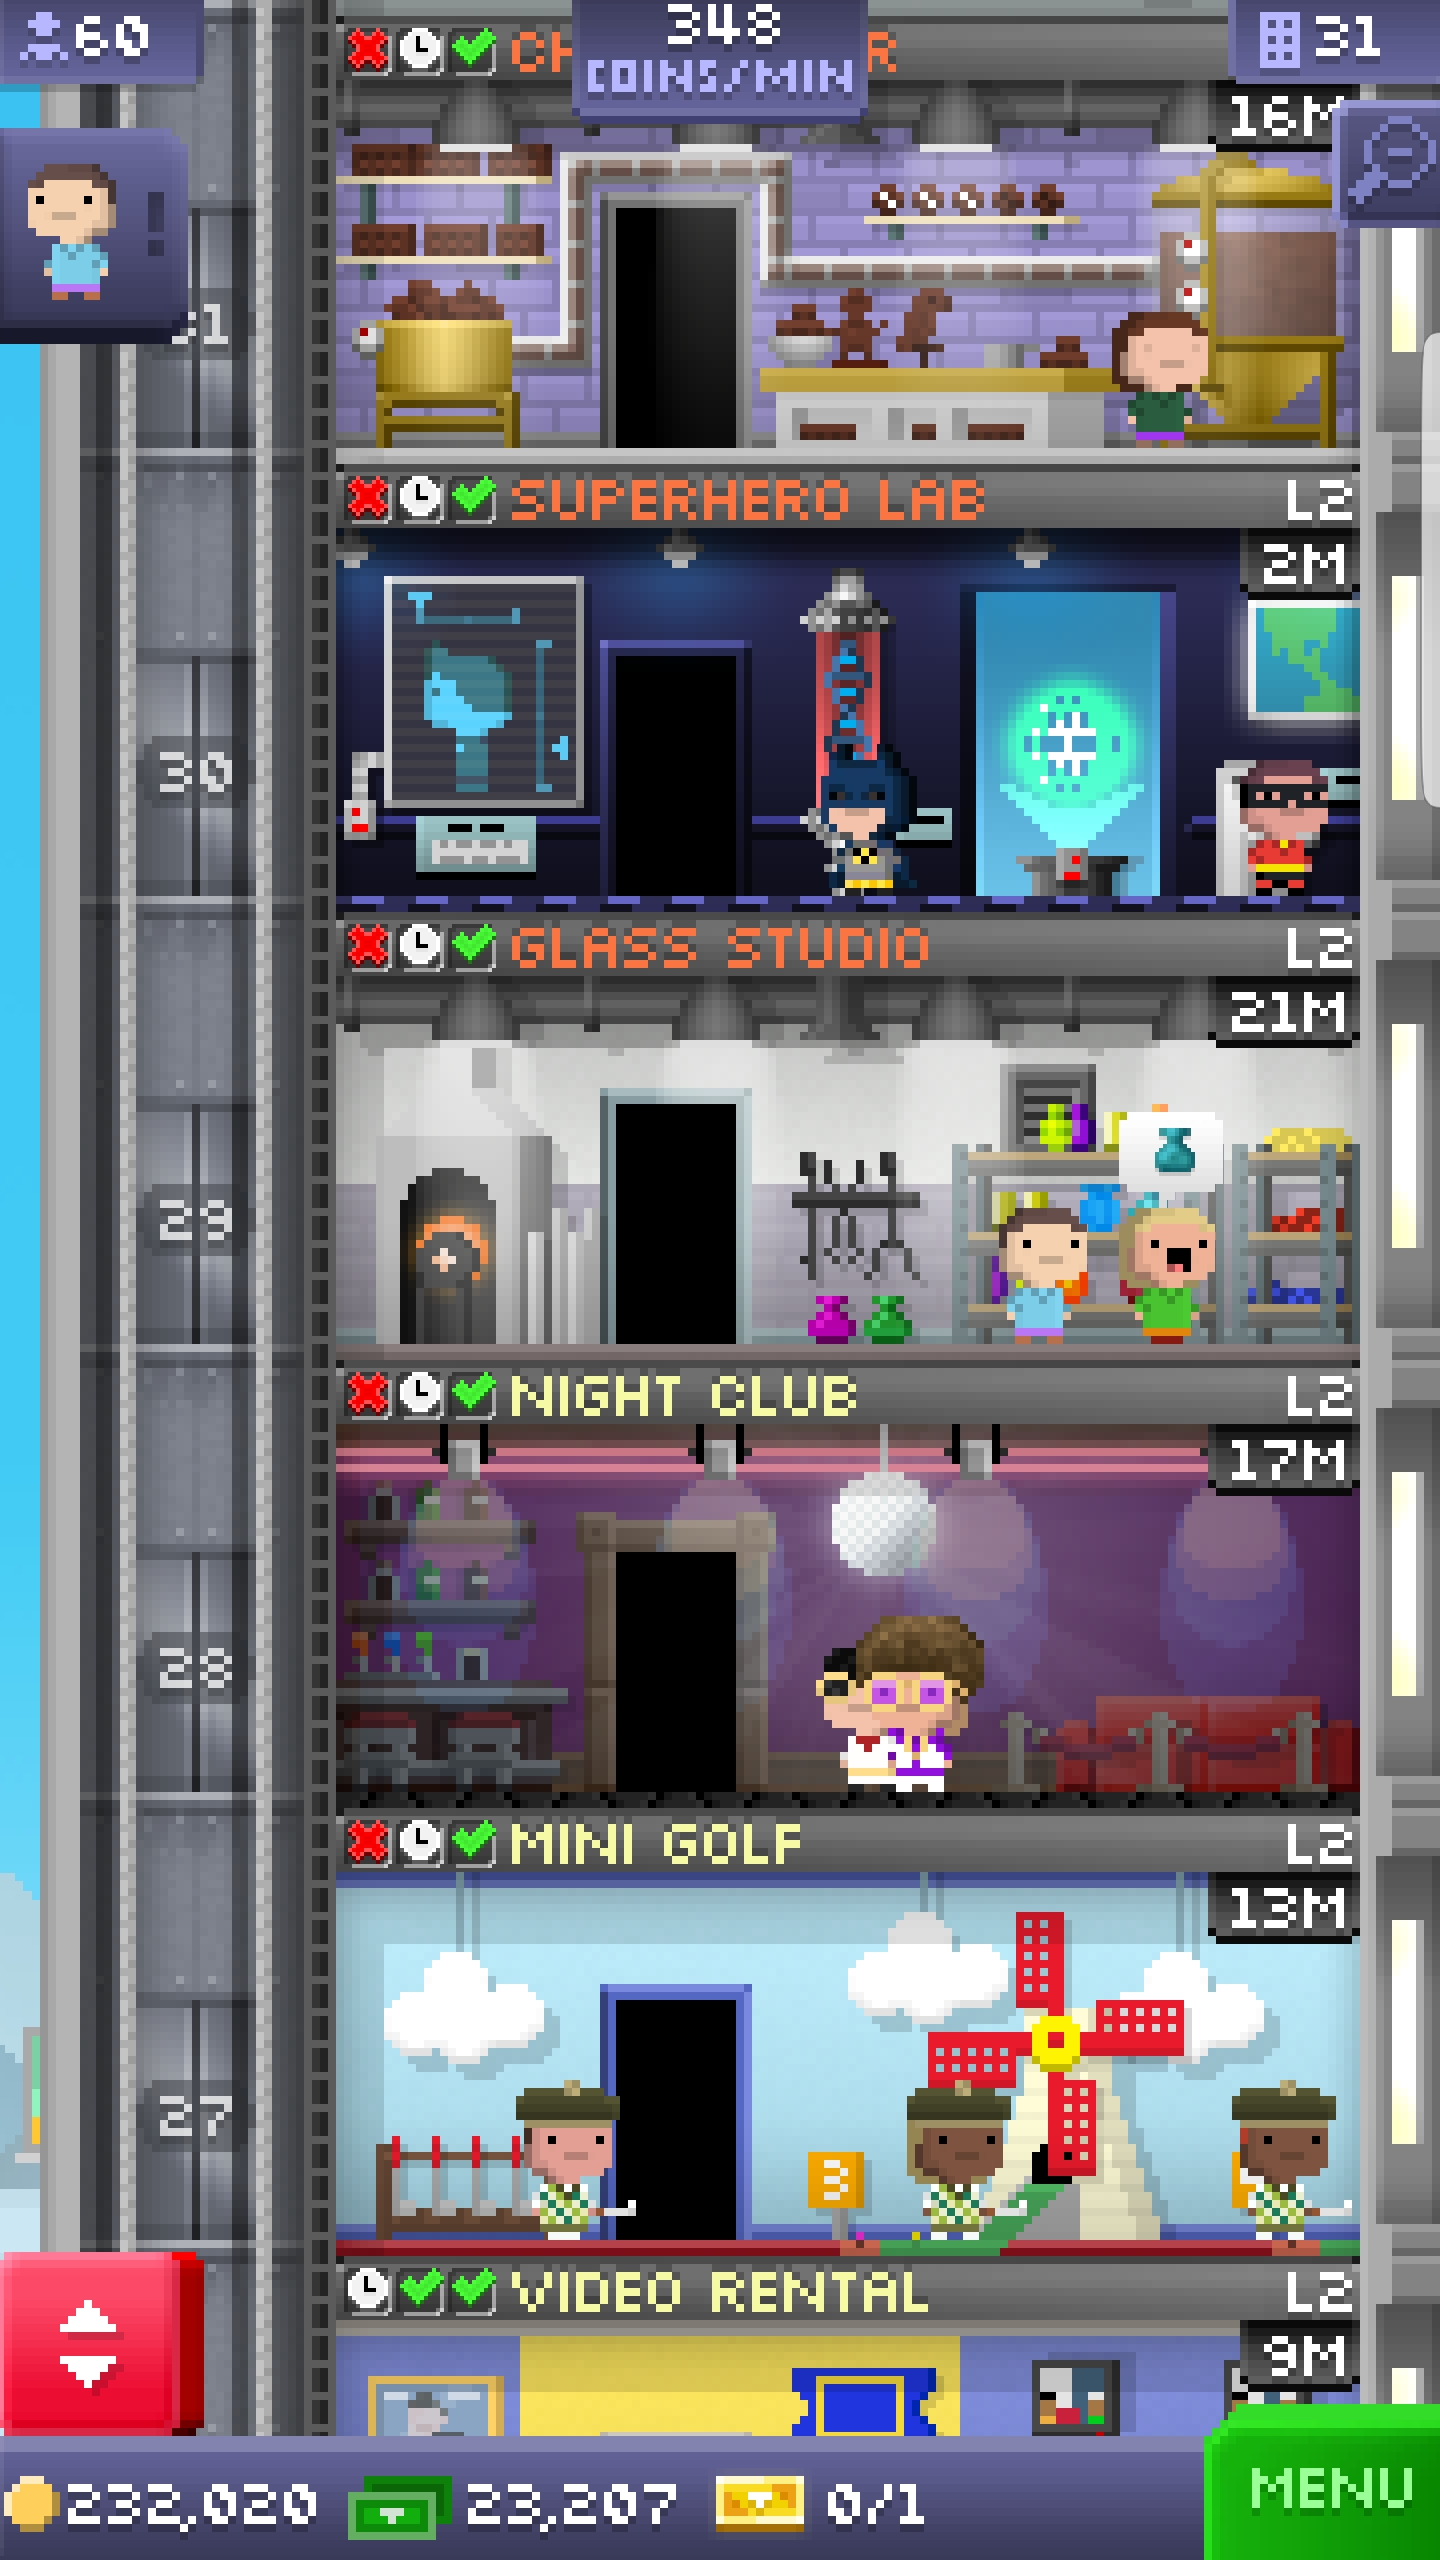 60
348
COINS/MIN
31
CH R
16M
SUPERHERO LAB L2
2M
30
GLASS STUDIO L2
21M
29
NIGHT CLUB L2
17M
28
MINI GOLF L2
13M
27
3
VIDEO RENTAL L2
9M
232,020 23,207 0/1
MENU